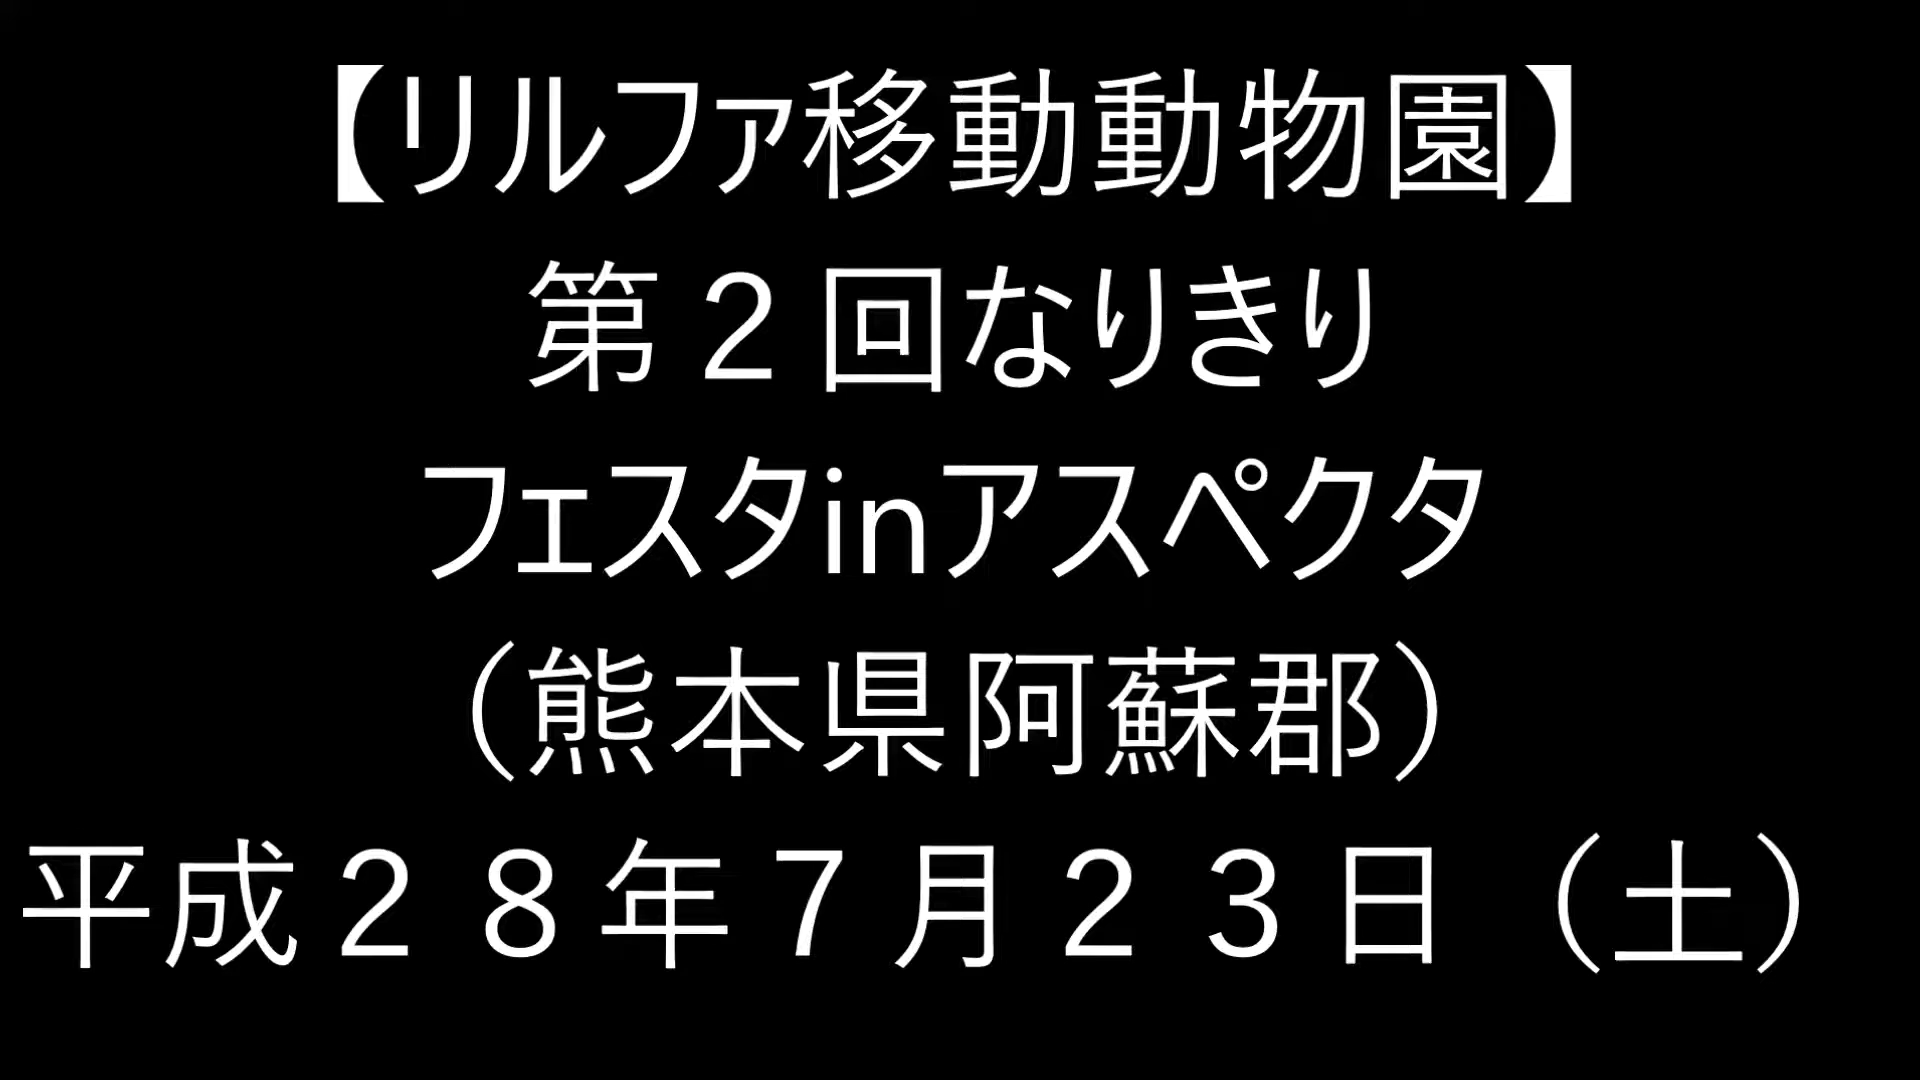 【リルファ移動動物園】
第２回なりきり
フェスタinアスペクタ
（熊本県阿蘇郡）
平成２８年７月２３日（土）